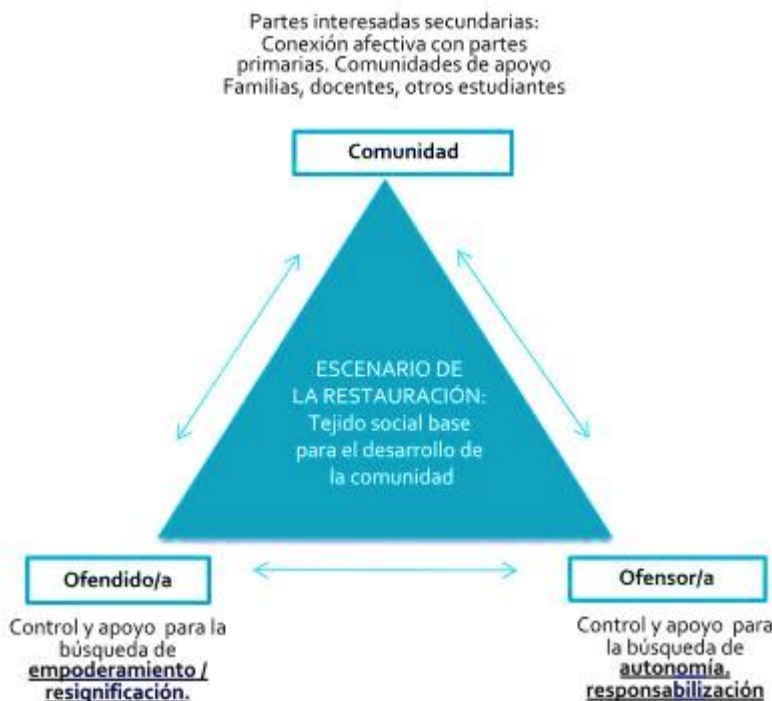 Partes interesadas secundarias:
Conexión afectiva con partes
primarias. Comunidades de apoyo
Familias, docentes, otros estudiantes
Comunidad
ESCENARIO DE
LA RESTAURACIÓN:
Tejido social base
para el desarrollo de
la comunidad
Ofendido/a
Control y apoyo para la
búsqueda de
empoderamiento /
resignificación.
Ofensor/a
Control y apoyo para
la búsqueda de
autonomía.
responsabilización